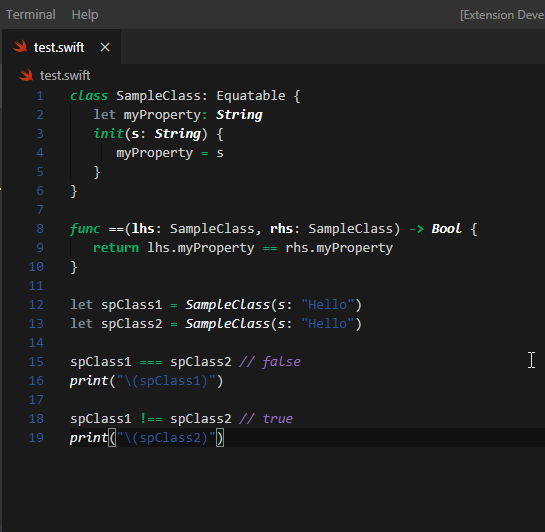 Terminal Help [Extension Deve
test.swift ×
test.swift
1 class SampleClass: Equatable {
2 let myProperty: String
3 init(s: String) {
4 myProperty = s
5 }
6 }
7
8 func ==(lhs: SampleClass, rhs: SampleClass) -> Bool {
9 return lhs.myProperty == rhs.myProperty
10 }
11
12 let spClass1 = SampleClass(s: "Hello")
13 let spClass2 = SampleClass(s: "Hello")
14
15 spClass1 === spClass2 // false
16 print("\(spClass1)")
17
18 spClass1 !== spClass2 // true
19 print("\(spClass2)")